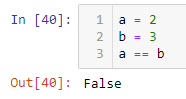 In [40]: 1 a = 2
2 b = 3
3 a == b
Out[40]: False